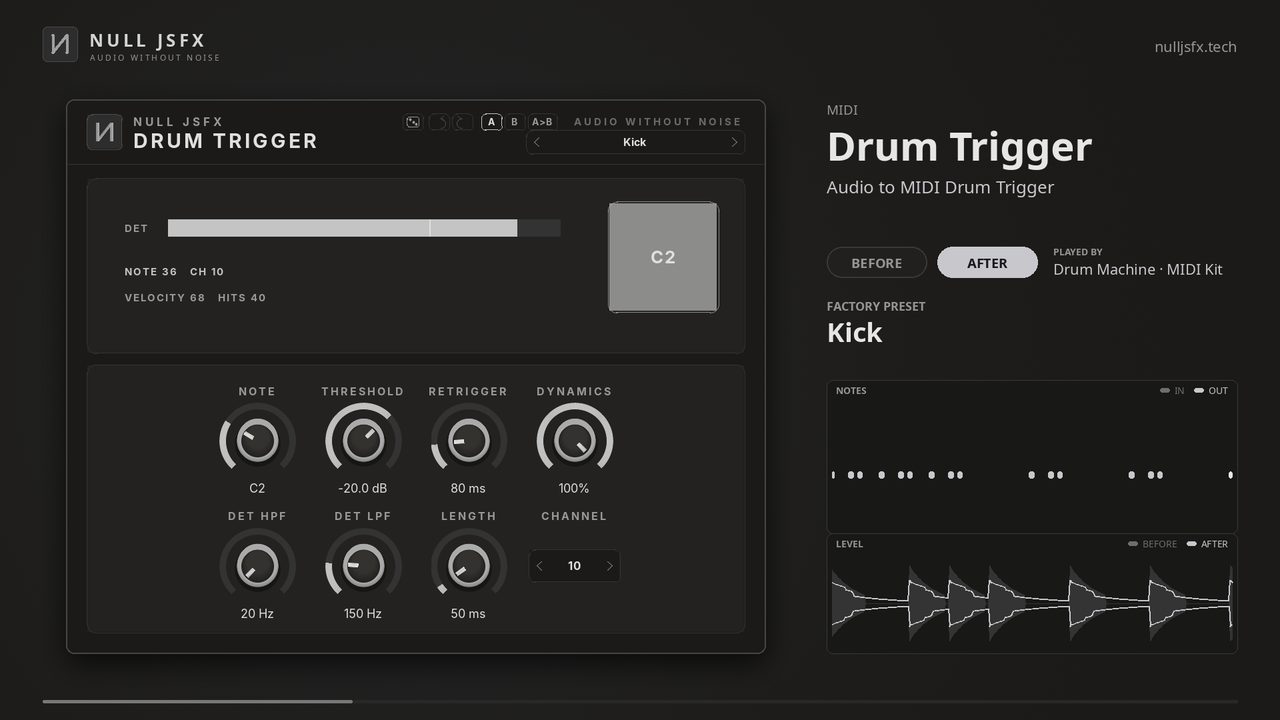 NULL JSFX
AUDIO WITHOUT NOISE
nulljsfx.tech
NULL JSFX
DRUM TRIGGER
A B A>B
AUDIO WITHOUT NOISE
Kick
DET
C2
NOTE 36 CH 10
VELOCITY 68 HITS 40
NOTE THRESHOLD RETRIGGER DYNAMICS
C2 -20.0 dB 80 ms 100%
DET HPF DET LPF LENGTH CHANNEL
10
20 Hz 150 Hz 50 ms
MIDI
Drum Trigger
Audio to MIDI Drum Trigger
BEFORE AFTER
PLAYED BY
Drum Machine · MIDI Kit
FACTORY PRESET
Kick
NOTES IN OUT
LEVEL BEFORE AFTER